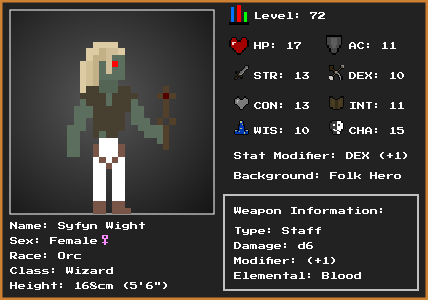 Level: 72
HP: 17 AC: 11
STR: 13 DEX: 10
CON: 13 INT: 11
WIS: 10 CHA: 15
Stat Modifier: DEX (+1)
Background: Folk Hero
Name: Syfyn Wight
Sex: Female♀
Race: Orc
Class: Wizard
Height: 168cm (5'6")
Weapon Information:
Type: Staff
Damage: d6
Modifier: (+1)
Elemental: Blood